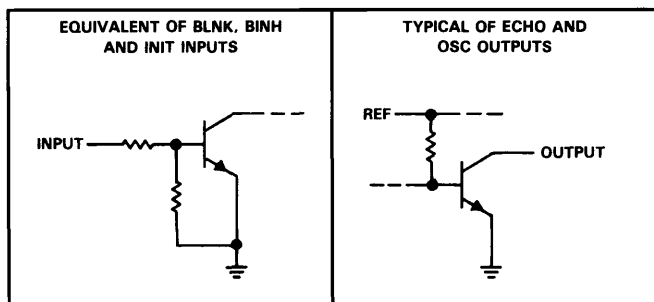 EQUIVALENT OF BLNK, BINH
AND INIT INPUTS
INPUT
TYPICAL OF ECHO AND
OSC OUTPUTS
REF
OUTPUT